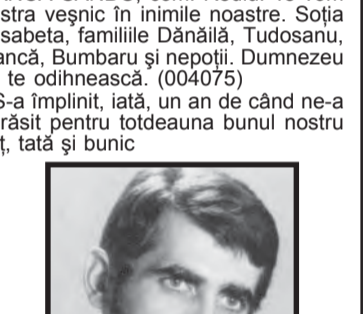 stra veşnic în inimile noastre. Soţia
sabeta, familiile Dănăilă, Tudosanu,
ancă, Bumbaru şi nepoţii. Dumnezeu
te odihnească. (004075)
S-a împlinit, iată, un an de când ne-a
răsit pentru totdeauna bunul nostru
ţ, tată şi bunic